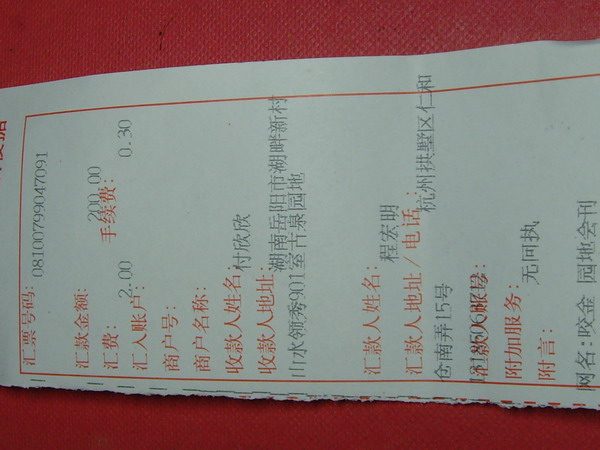 汇票号码: 08100799047091
汇款金额: 200.00
汇费: 2.00 手续费: 0.30
汇入账户:
商户号:
商户名称:
收款人姓名: 村欣欣
收款人地址: 湖南岳阳市湖畔新村
山水领秀901室古泉园地
汇款人姓名: 程宏明
汇款人地址/电话: 杭州拱墅区仁和
仓南弄15号
附加服务: 无回执
附言:
网名:咬金 园地会刊